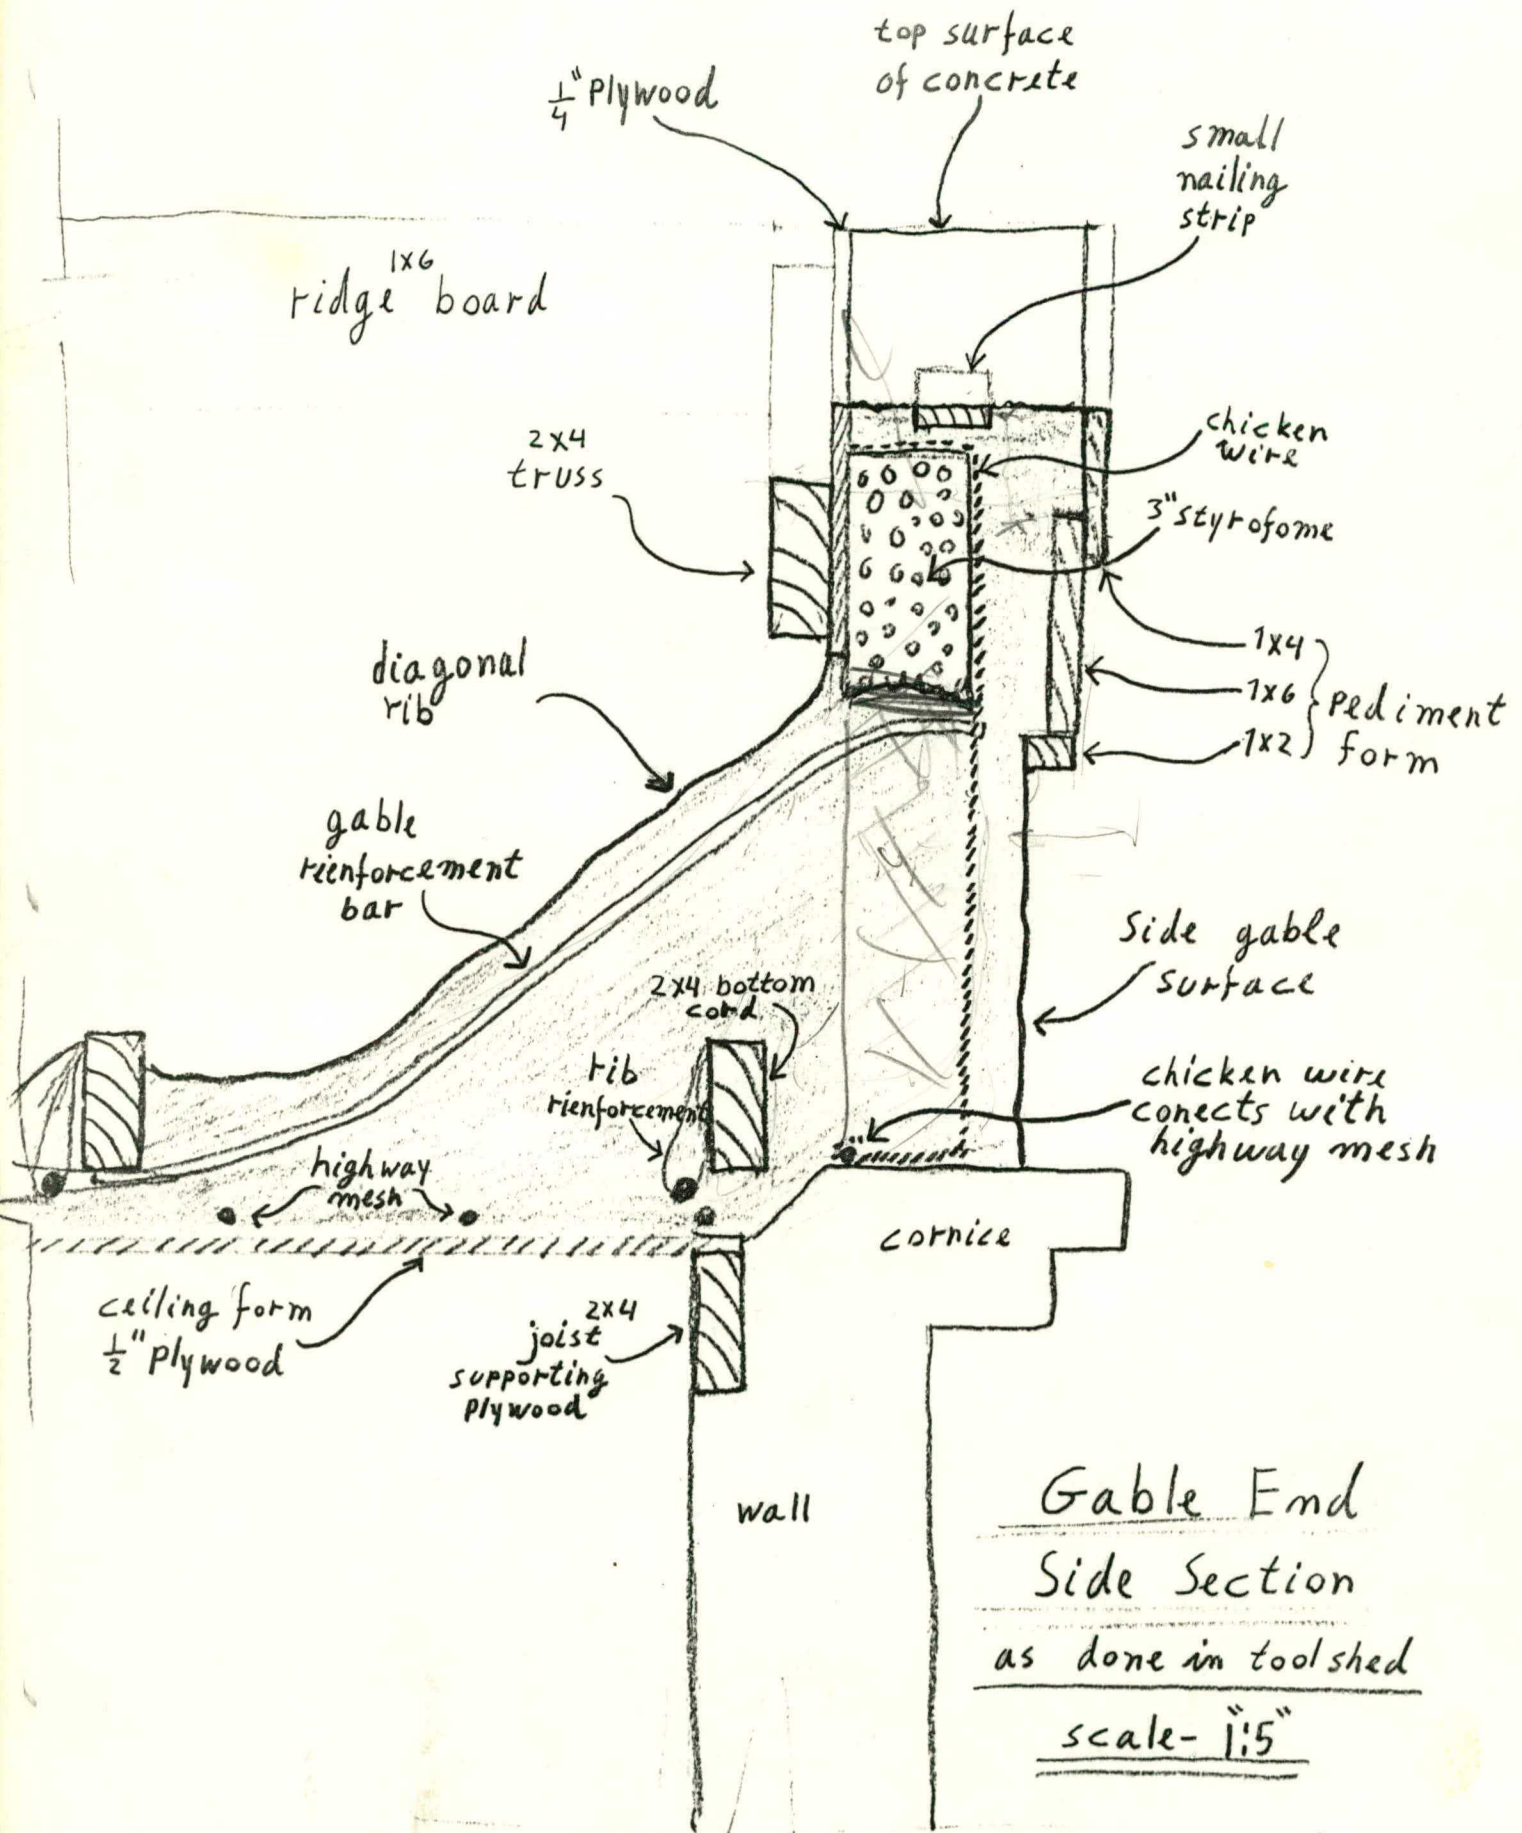 top surface
of concrete
1/4" Plywood
small
nailing
strip
1X6
ridge board
chicken
wire
2X4
truss
3" styrofome
diagonal
rib
1X4
1X6
1X2
pediment
form
gable
rienforcement
bar
side gable
surface
2X4 bottom
cord
rib
rienforcement
chicken wire
conects with
highway mesh
highway
mesh
cornice
ceiling form
1/2" plywood
2X4
joist
supporting
plywood
wall
Gable End
Side Section
as done in toolshed
scale- 1":5"